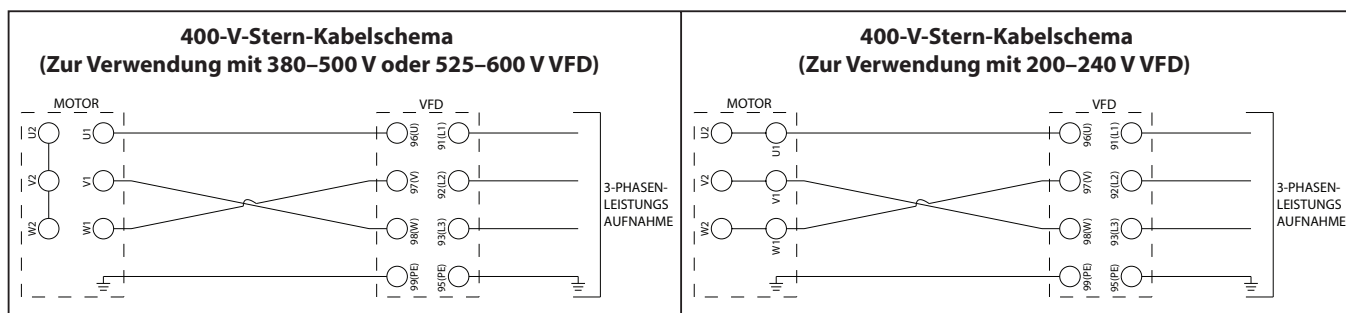 400-V-Stern-Kabelschema
(Zur Verwendung mit 380–500 V oder 525–600 V VFD)
MOTOR
VFD
U2
U1
96(U)
91(L1)
V2
V1
97(V)
92(L2)
W2
W1
98(W)
93(L3)
99(PE)
95(PE)
3-PHASEN-
LEISTUNGS
AUFNAHME
400-V-Stern-Kabelschema
(Zur Verwendung mit 200–240 V VFD)
MOTOR
VFD
U2
U1
96(U)
91(L1)
V2
V1
97(V)
92(L2)
W2
W1
98(W)
93(L3)
99(PE)
95(PE)
3-PHASEN-
LEISTUNGS
AUFNAHME